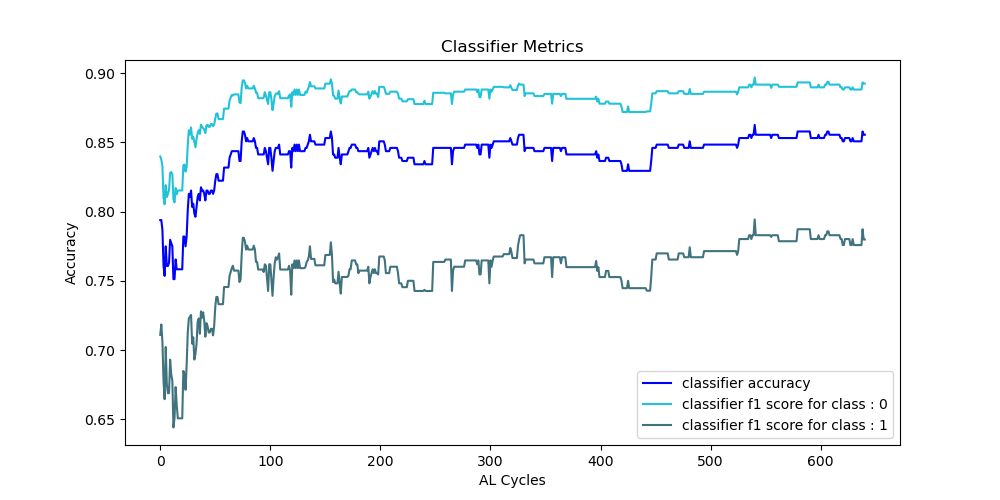 Classifier Metrics
Accuracy
0.90
0.85
0.80
0.75
0.70
0.65
classifier accuracy
classifier f1 score for class : 0
classifier f1 score for class : 1
0 100 200 300 400 500 600
AL Cycles